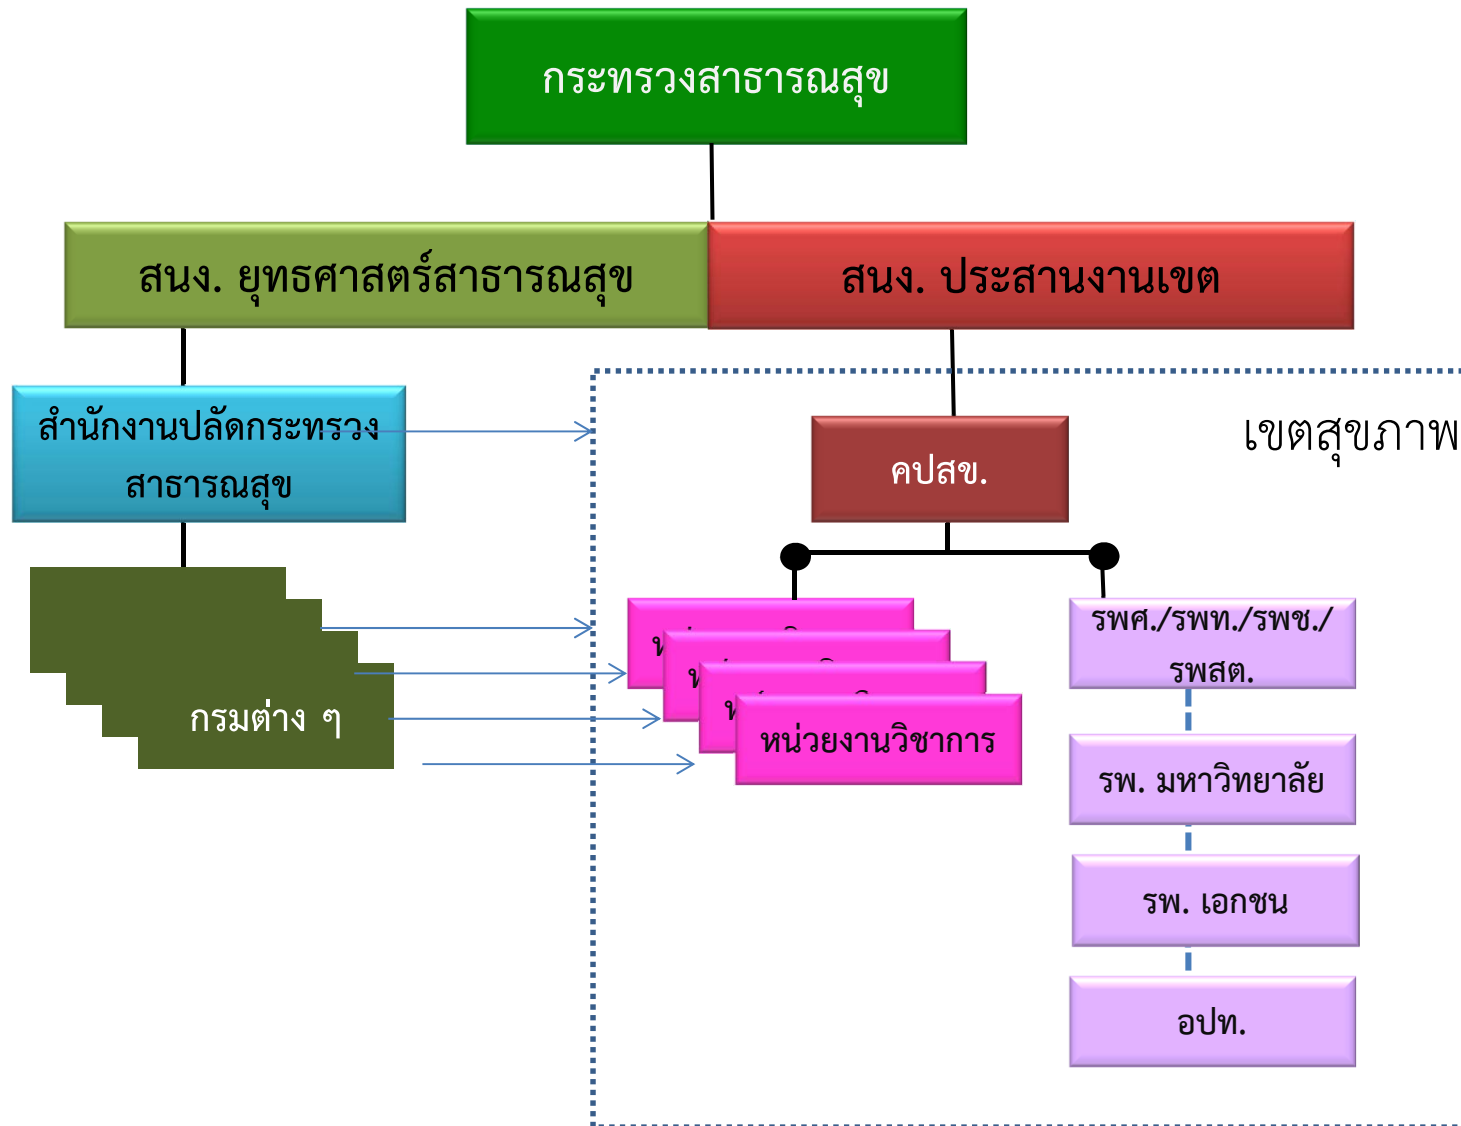 กระทรวงสาธารณสุข
สนง. ยุทธศาสตร์สาธารณสุข
สนง. ประสานงานเขต
สำนักงานปลัดกระทรวง
สาธารณสุข
เขตสุขภาพ
คปสข.
กรมต่าง ๆ
หน่วยงานวิชาการ
รพศ./รพท./รพช./
รพสต.
รพ. มหาวิทยาลัย
รพ. เอกชน
อปท.